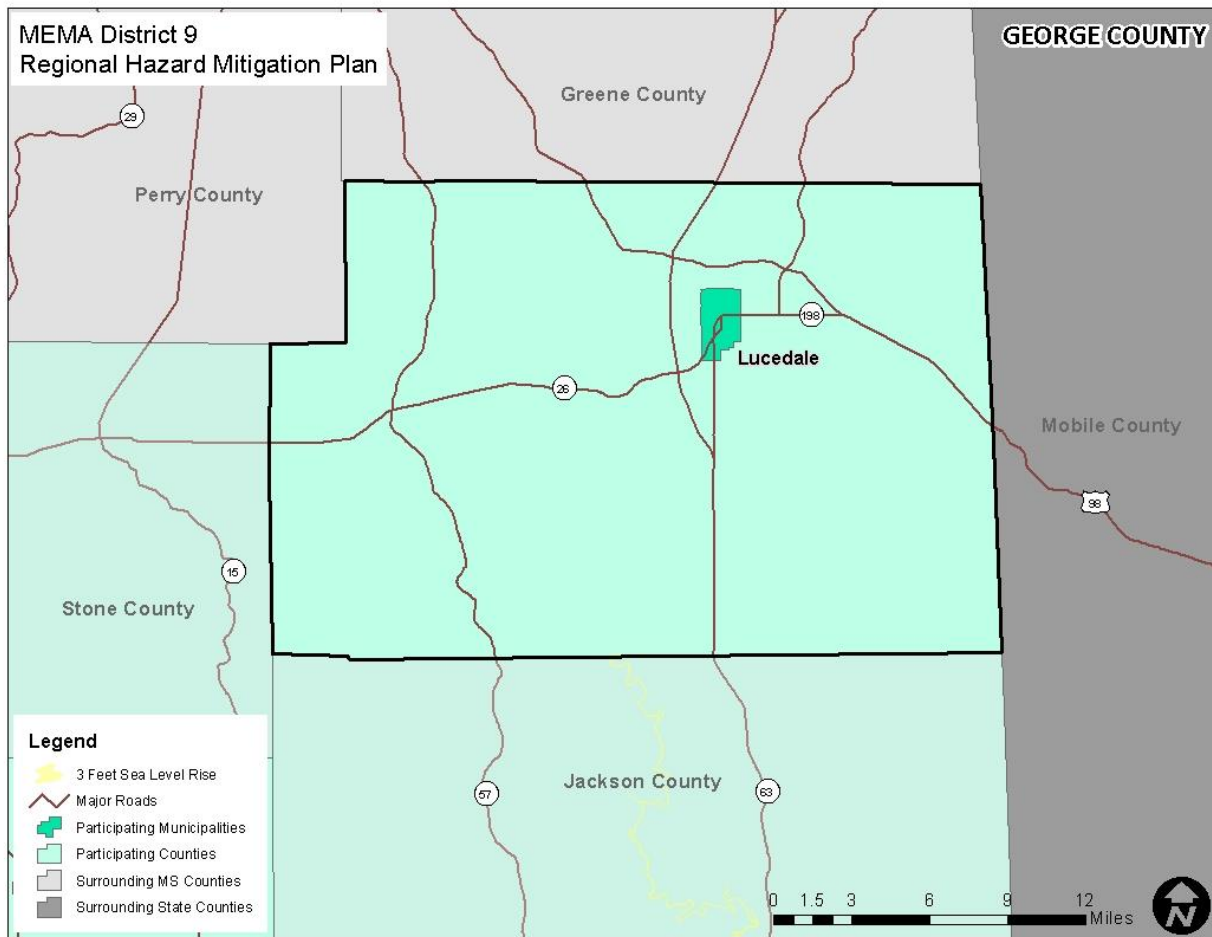 MEMA District 9
Regional Hazard Mitigation Plan
GEORGE COUNTY
Greene County
29
Perry County
198
Lucedale
26
Mobile County
98
15
Stone County
Jackson County
57
63
Legend
3 Feet Sea Level Rise
Major Roads
Participating Municipalities
Participating Counties
Surrounding MS Counties
Surrounding State Counties
0 1.5 3 6 9 12
Miles
N